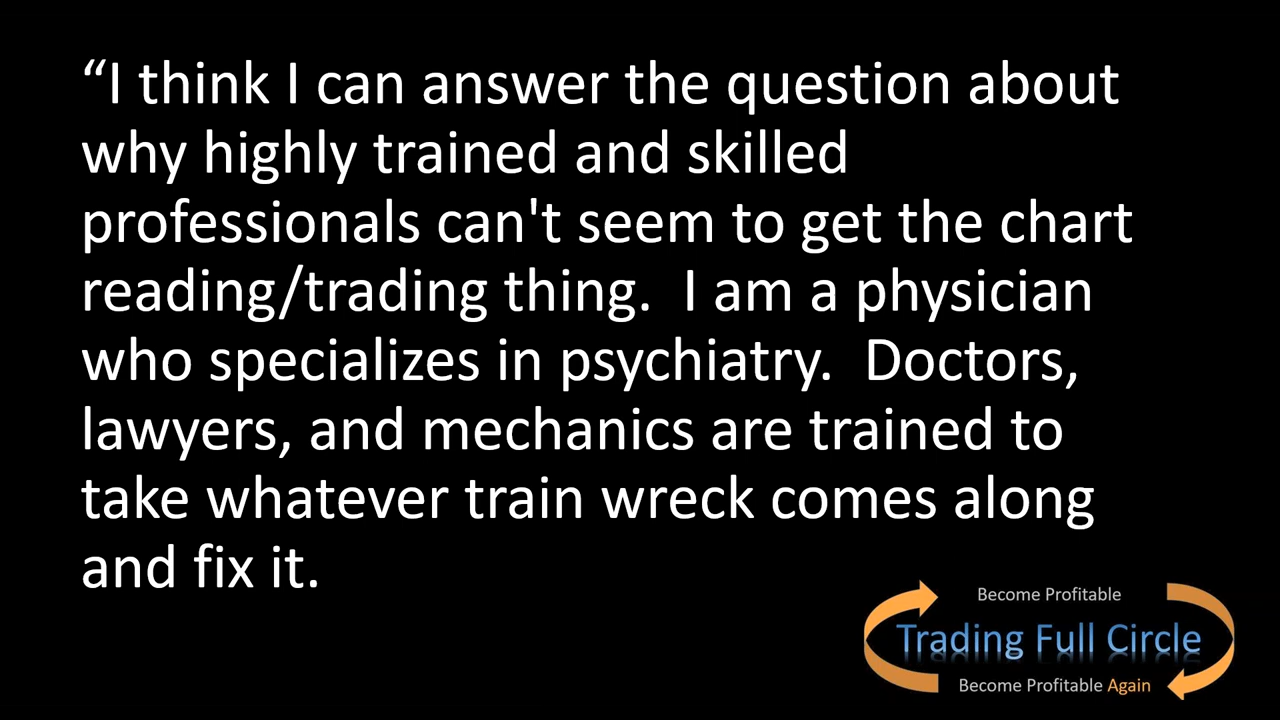 “I think I can answer the question about
why highly trained and skilled
professionals can't seem to get the chart
reading/trading thing.  I am a physician
who specializes in psychiatry.  Doctors,
lawyers, and mechanics are trained to
take whatever train wreck comes along
and fix it.
Become Profitable
Trading Full Circle
Become Profitable Again